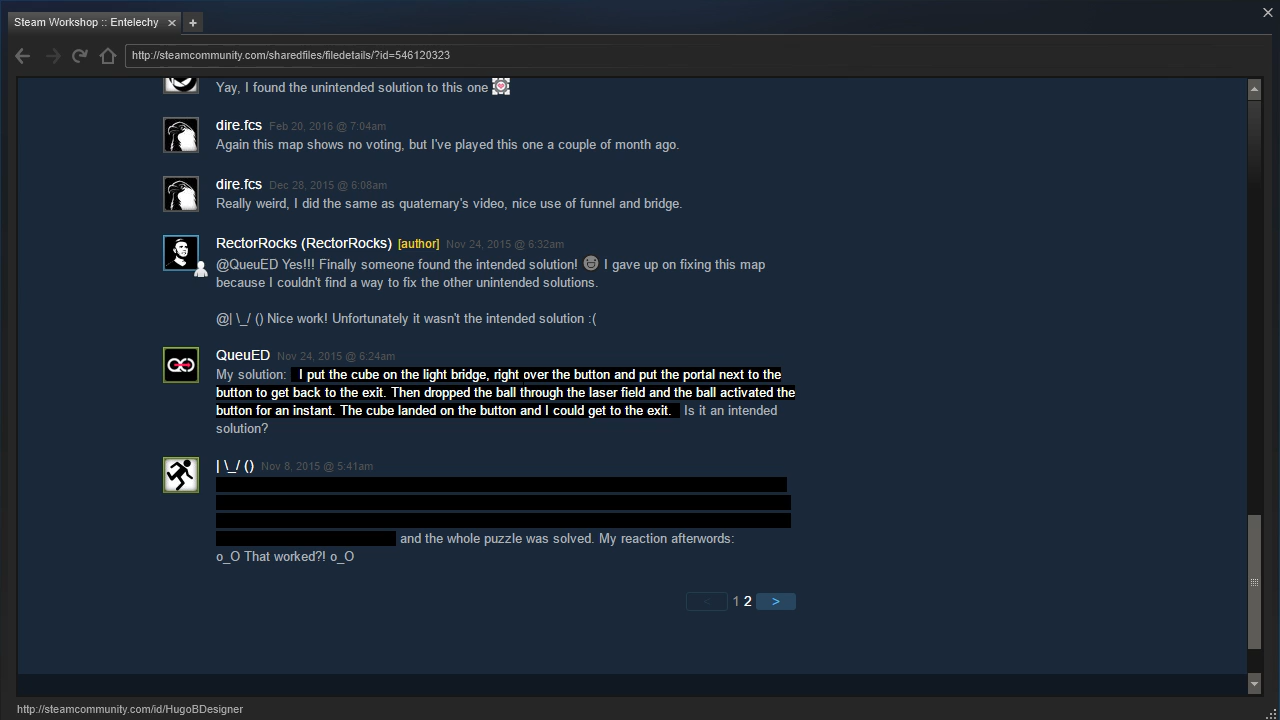 Steam Workshop :: Entelechy
http://steamcommunity.com/sharedfiles/filedetails/?id=546120323
Yay, I found the unintended solution to this one
dire.fcs Feb 20, 2016 @ 7:04am
Again this map shows no voting, but I've played this one a couple of month ago.
dire.fcs Dec 28, 2015 @ 6:08am
Really weird, I did the same as quaternary's video, nice use of funnel and bridge.
RectorRocks (RectorRocks) [author] Nov 24, 2015 @ 6:32am
@QueuED Yes!!! Finally someone found the intended solution! I gave up on fixing this map
because I couldn't find a way to fix the other unintended solutions.
@| \_/ () Nice work! Unfortunately it wasn't the intended solution :(
QueuED Nov 24, 2015 @ 6:24am
My solution: I put the cube on the light bridge, right over the button and put the portal next to the
button to get back to the exit. Then dropped the ball through the laser field and the ball activated the
button for an instant. The cube landed on the button and I could get to the exit. Is it an intended
solution?
| \_/ () Nov 8, 2015 @ 5:41am
and the whole puzzle was solved. My reaction afterwords:
o_O That worked?! o_O
< 1 2 >
http://steamcommunity.com/id/HugoBDesigner